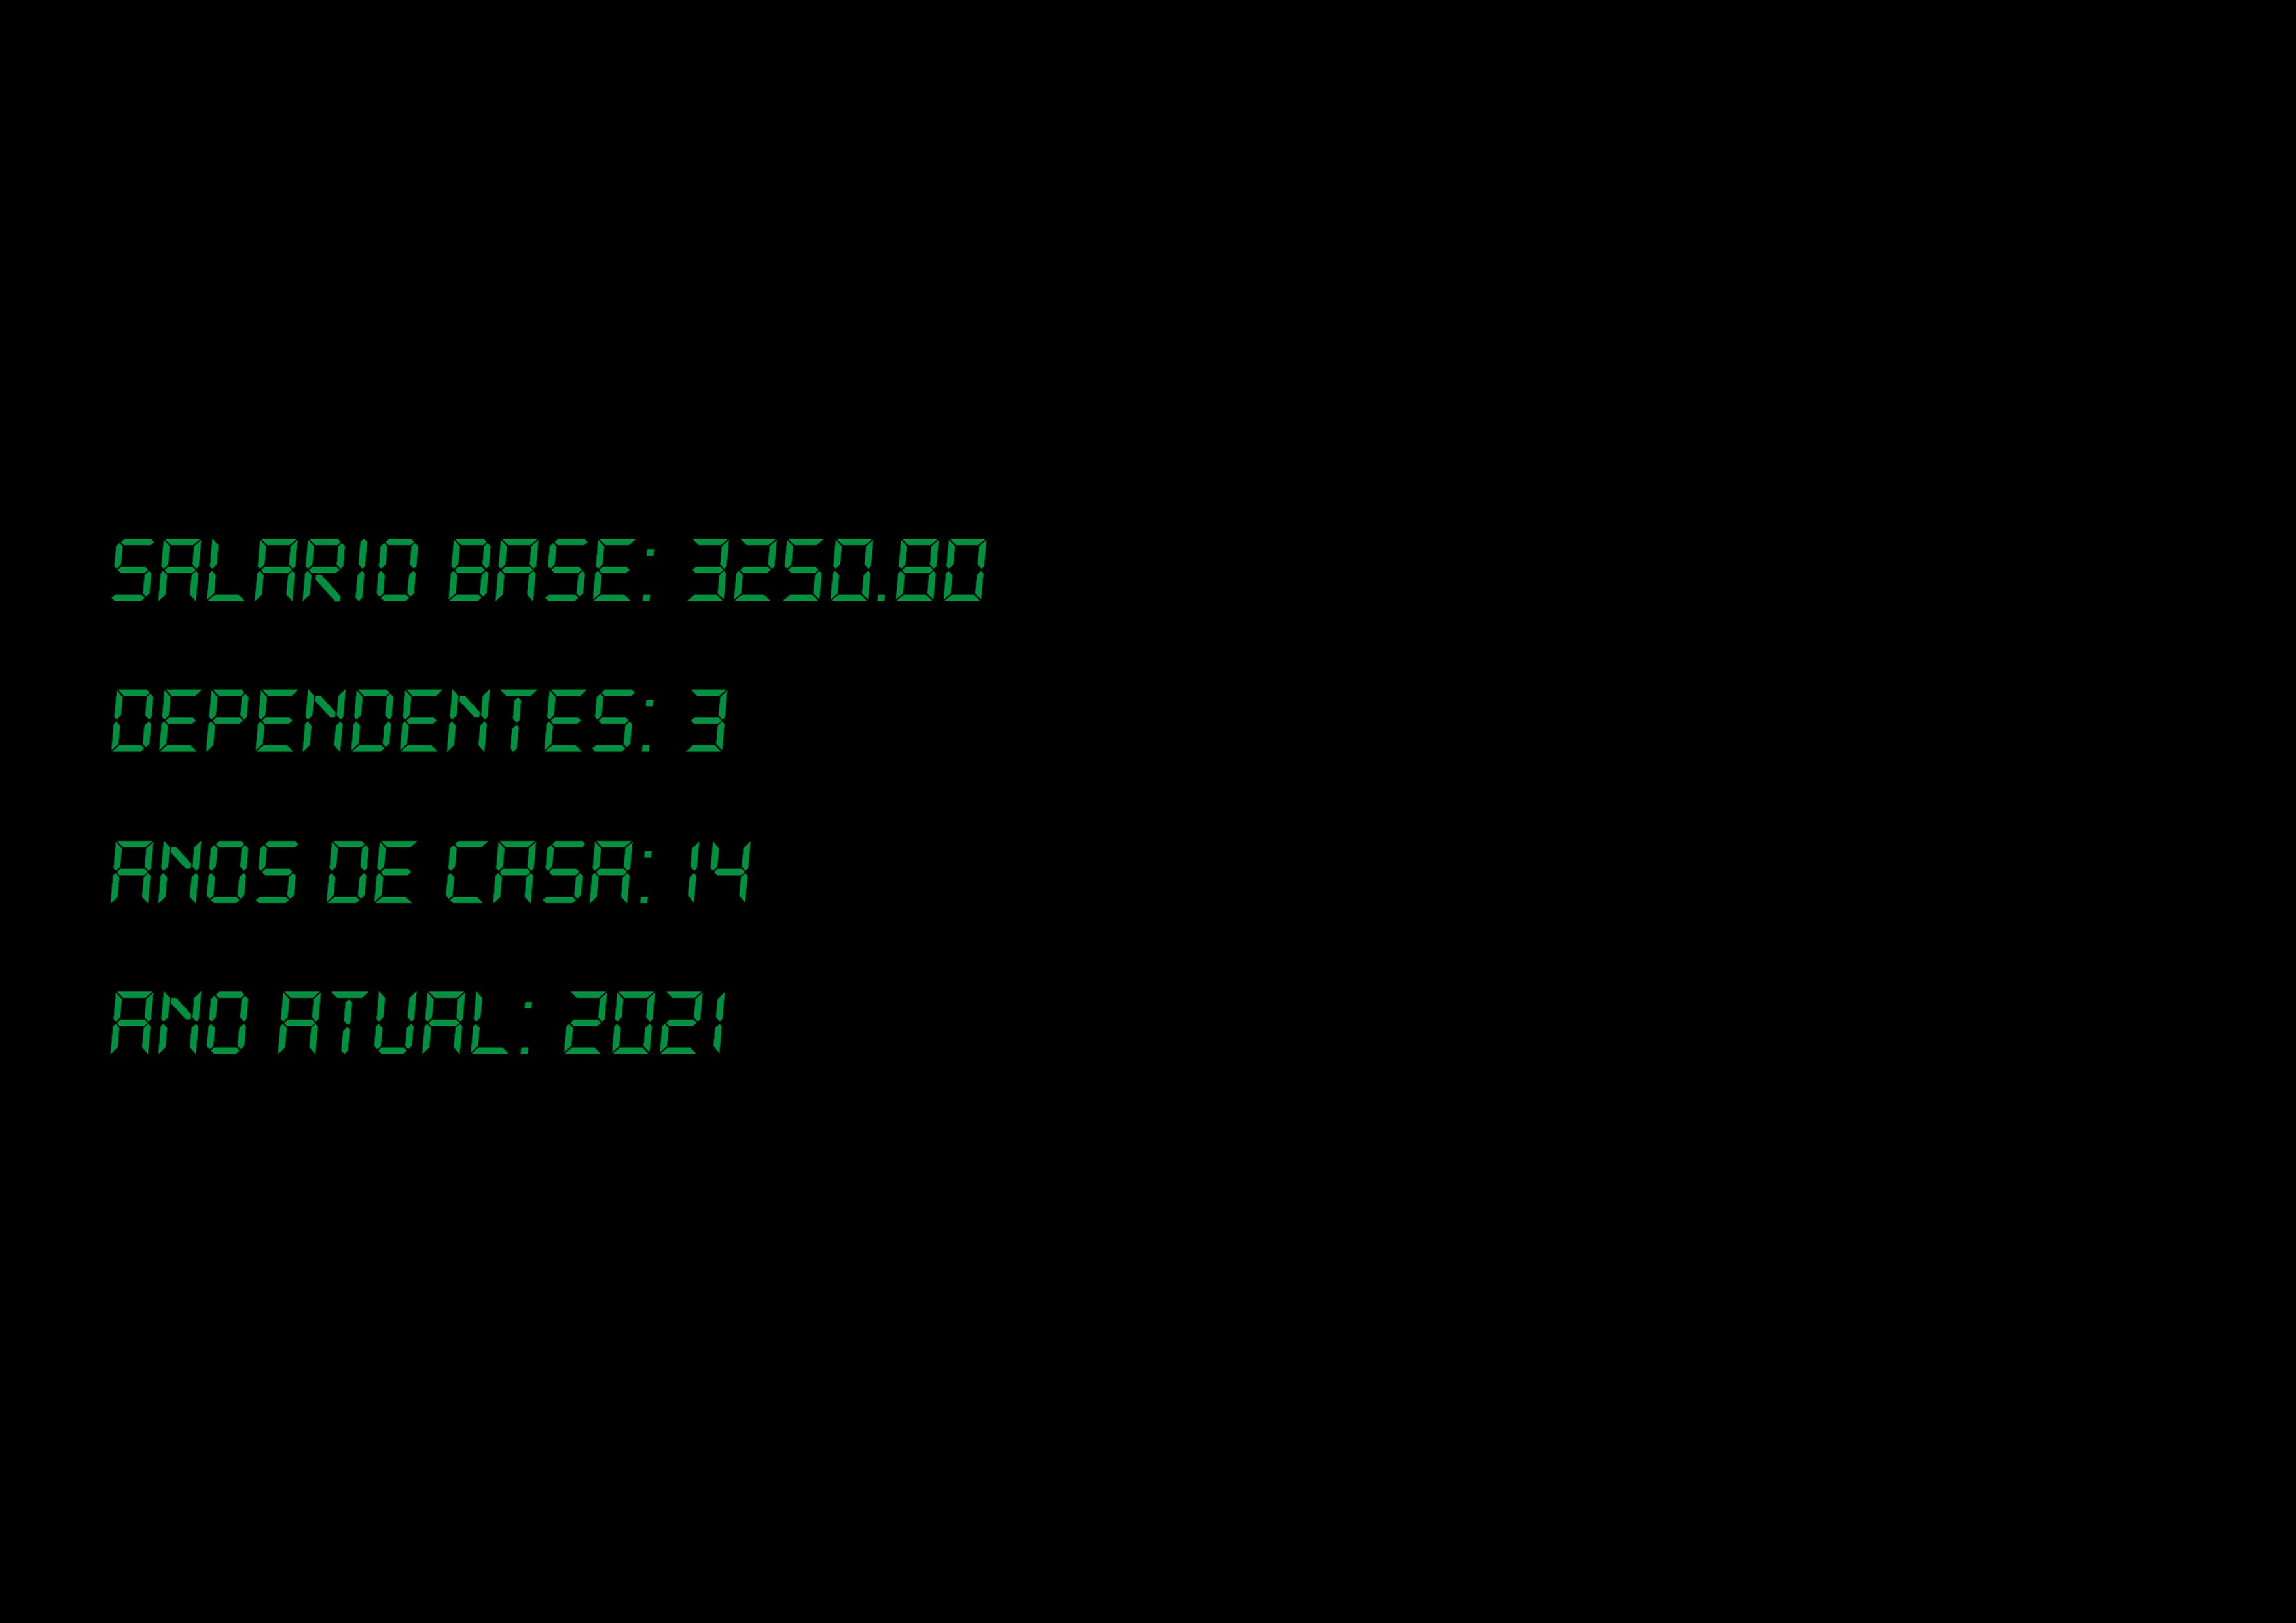 SALARIO BASE: 3250.80
DEPENDENTES: 3
ANOS DE CASA: 14
ANO ATUAL: 2021